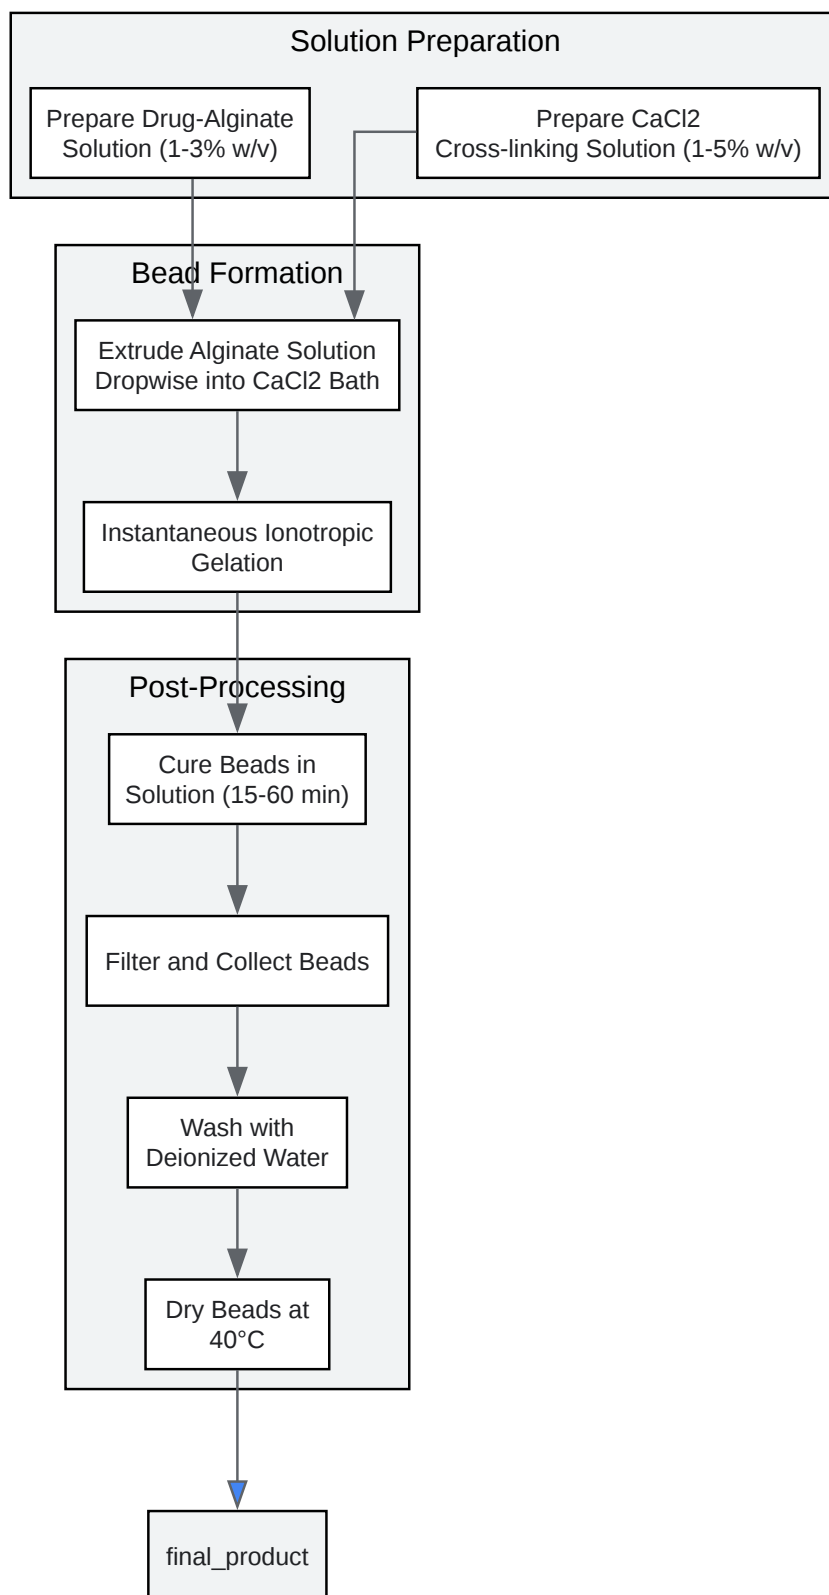 Solution Preparation
Prepare Drug-Alginate
Solution (1-3% w/v)
Prepare CaCl2
Cross-linking Solution (1-5% w/v)
Bead Formation
Extrude Alginate Solution
Dropwise into CaCl2 Bath
Instantaneous Ionotropic
Gelation
Post-Processing
Cure Beads in
Solution (15-60 min)
Filter and Collect Beads
Wash with
Deionized Water
Dry Beads at
40°C
final_product